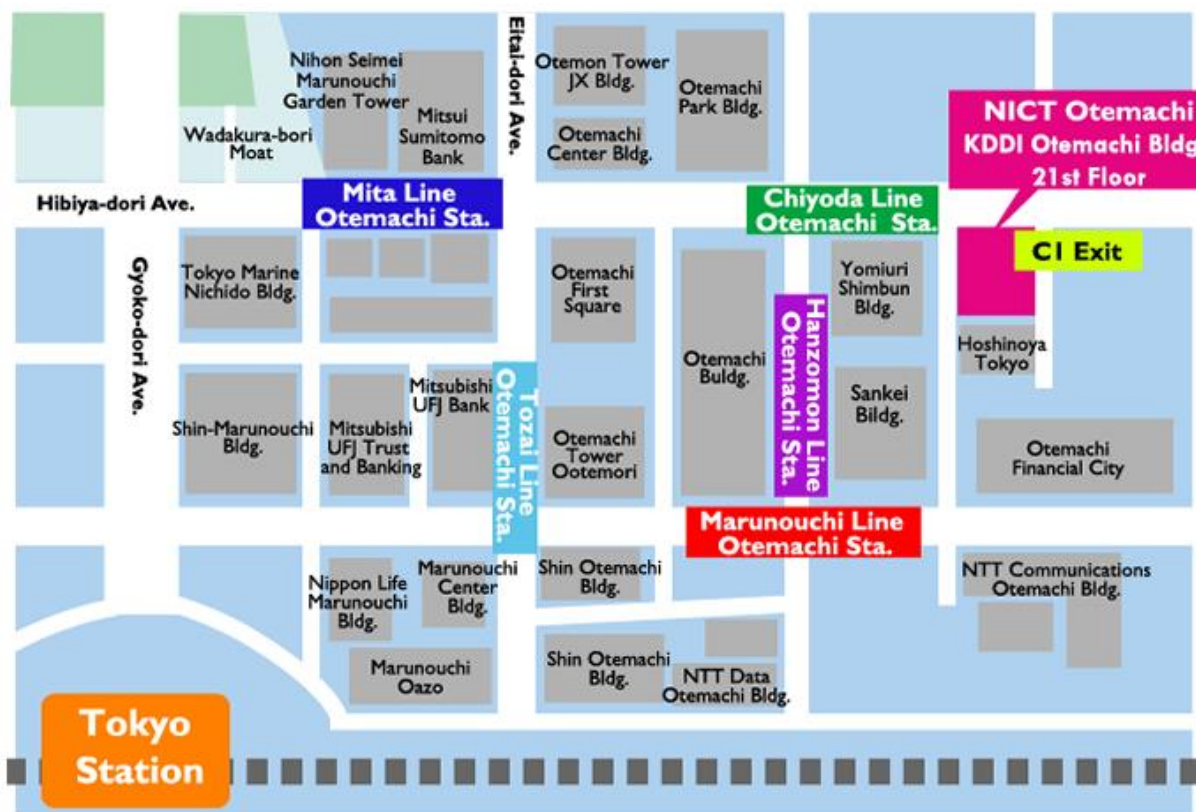 Eitai-dori Ave.
Nihon Seimei
Marunouchi
Garden Tower
Mitsui
Sumitomo
Bank
Wadakura-bori
Moat
Otemon Tower
JX Bldg.
Otemachi
Center Bldg.
Otemachi
Park Bldg.
NICT Otemachi
KDDI Otemachi Bldg
21st Floor
Hibiya-dori Ave.
Mita Line
Otemachi Sta.
Chiyoda Line
Otemachi Sta.
C1 Exit
Gyoko-dori Ave.
Tokyo Marine
Nichido Bldg.
Otemachi
First
Square
Otemachi
Buldg.
Hanzomon Line
Otemachi Sta.
Yomiuri
Shimbun
Bldg.
Hoshinoya
Tokyo
Shin-Marunouchi
Bldg.
Mitsubishi
UFJ Trust
and Banking
Mitsubishi
UFJ Bank
Tozai Line
Otemachi Sta.
Otemachi
Tower
Ootemori
Sankei
Bildg.
Otemachi
Financial City
Marunouchi Line
Otemachi Sta.
Nippon Life
Marunouchi
Bldg.
Marunouchi
Center
Bldg.
Shin Otemachi
Bldg.
NTT Communications
Otemachi Bldg.
Marunouchi
Oazo
Shin Otemachi
Bldg.
NTT Data
Otemachi Bldg.
Tokyo
Station